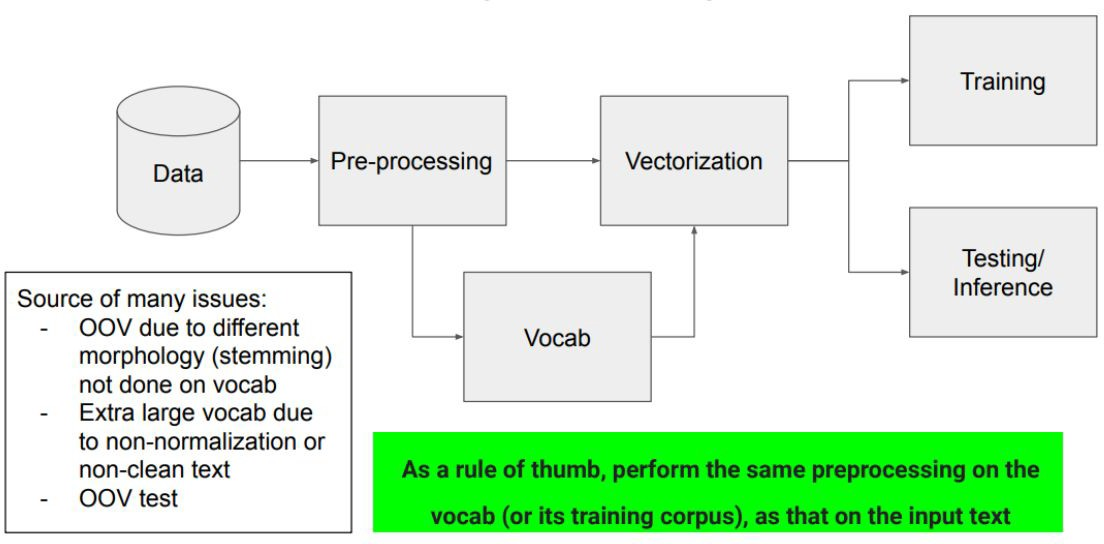 Data
Pre-processing
Vectorization
Training
Testing/
Inference
Vocab
Source of many issues:
- OOV due to different
morphology (stemming)
not done on vocab
- Extra large vocab due
to non-normalization or
non-clean text
- OOV test
As a rule of thumb, perform the same preprocessing on the
vocab (or its training corpus), as that on the input text